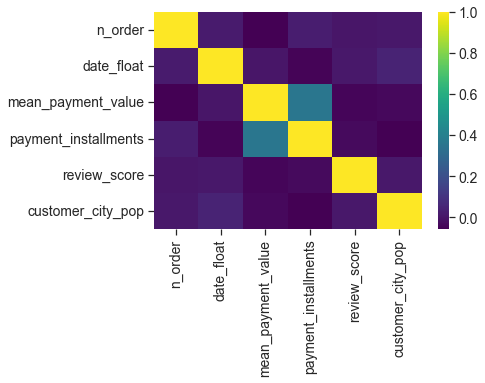 n_order
date_float
mean_payment_value
payment_installments
review_score
customer_city_pop
n_order
date_float
mean_payment_value
payment_installments
review_score
customer_city_pop
1.0
0.8
0.6
0.4
0.2
0.0